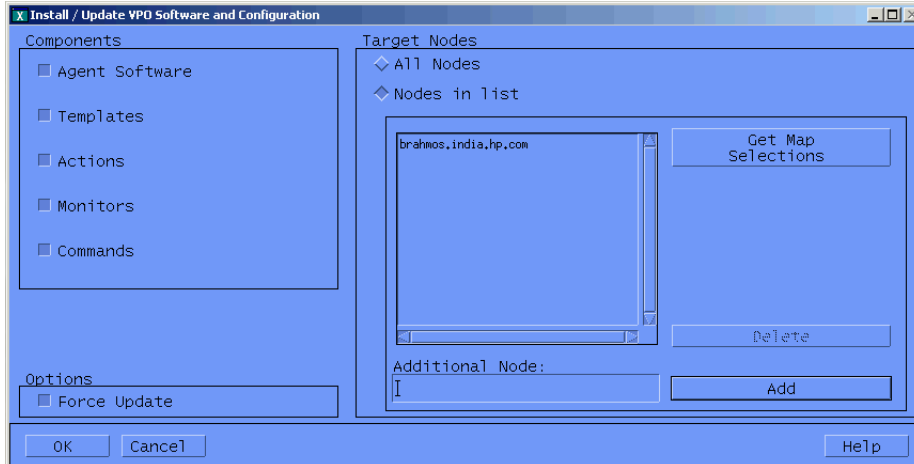 Install / Update VPO Software and Configuration
Components
Agent Software
Templates
Actions
Monitors
Commands
Options
Force Update
Target Nodes
All Nodes
Nodes in list
brahmos.india.hp.com
Get Map
Selections
Delete
Additional Node:
Add
OK
Cancel
Help